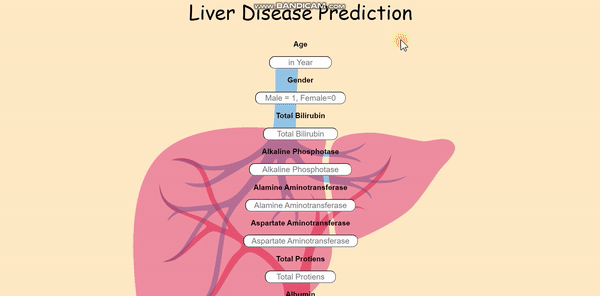 www.BANDICAM.com
Liver Disease Prediction
Age
in Year
Gender
Male = 1, Female=0
Total Bilirubin
Total Bilirubin
Alkaline Phosphotase
Alkaline Phosphotase
Alamine Aminotransferase
Alamine Aminotransferase
Aspartate Aminotransferase
Aspartate Aminotransferase
Total Protiens
Total Protiens
Albumin